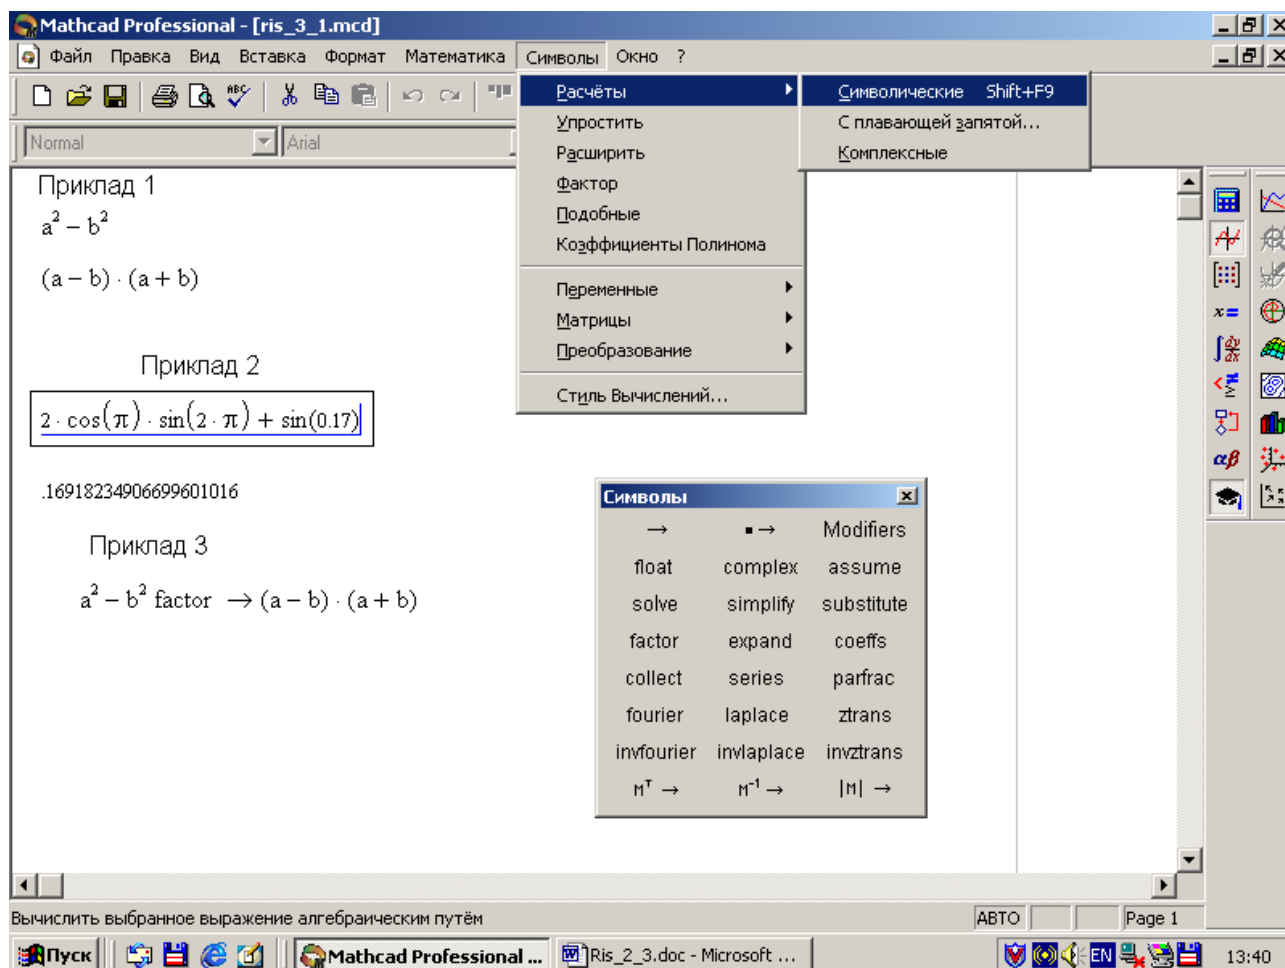 Mathcad Professional - [ris_3_1.mcd]
Файл Правка Вид Вставка Формат Математика Символы Окно ?
Normal Arial
Расчёты
Упростить
Расширить
Фактор
Подобные
Коэффициенты Полинома
Переменные
Матрицы
Преобразование
Стиль Вычислений...
Символические Shift+F9
С плавающей запятой...
Комплексные
Приклад 1
a² − b²
(a − b) · (a + b)
Приклад 2
2 · cos(π) · sin(2 · π) + sin(0.17)
.16918234906699601016
Приклад 3
a² − b² factor → (a − b) · (a + b)
Символы
→ ▪ → Modifiers
float complex assume
solve simplify substitute
factor expand coeffs
collect series parfrac
fourier laplace ztrans
invfourier invlaplace invztrans
Mᵀ → M⁻¹ → |M| →
Вычислить выбранное выражение алгебраическим путём АВТО Page 1
Пуск Mathcad Professional ... Ris_2_3.doc - Microsoft ... EN 13:40